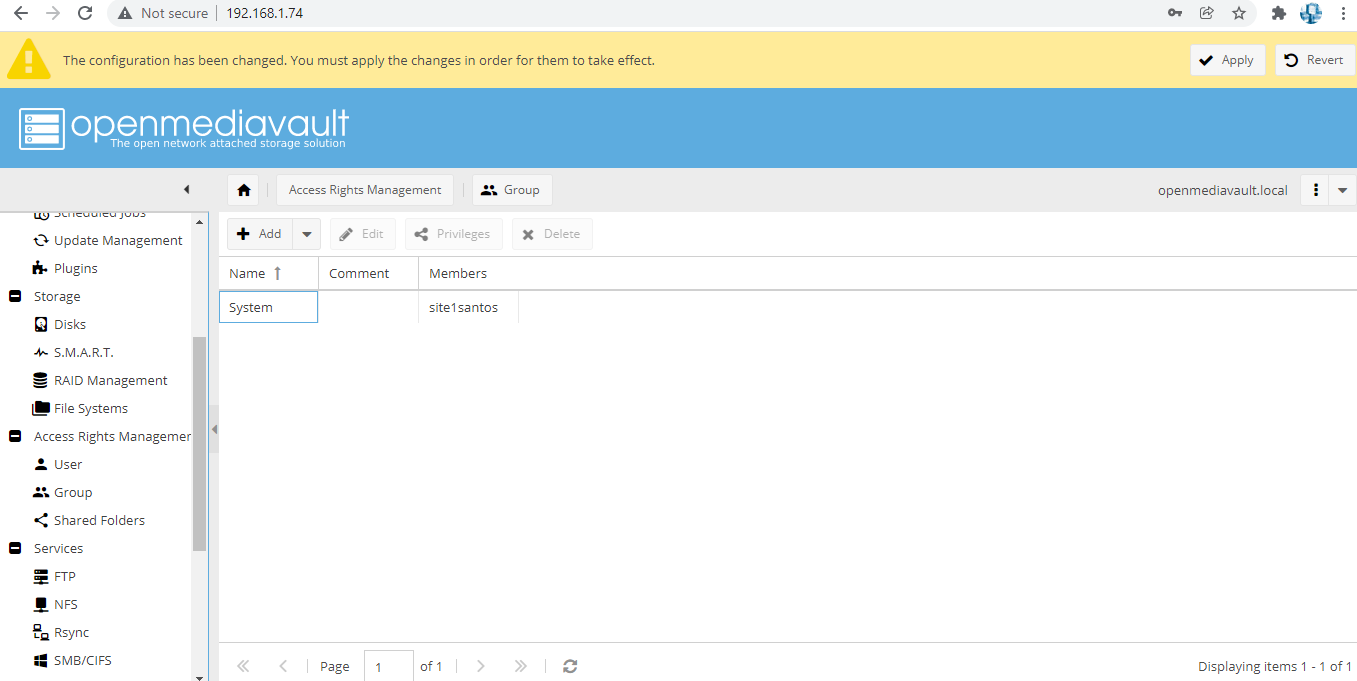 Not secure 192.168.1.74
The configuration has been changed. You must apply the changes in order for them to take effect. Apply Revert
openmediavault
The open network attached storage solution
Access Rights Management Group openmediavault.local
Scheduled Jobs
Update Management
Plugins
Storage
Disks
S.M.A.R.T.
RAID Management
File Systems
Access Rights Managemen
User
Group
Shared Folders
Services
FTP
NFS
Rsync
SMB/CIFS
Add Edit Privileges Delete
Name Comment Members
System site1santos
Page 1 of 1 Displaying items 1 - 1 of 1